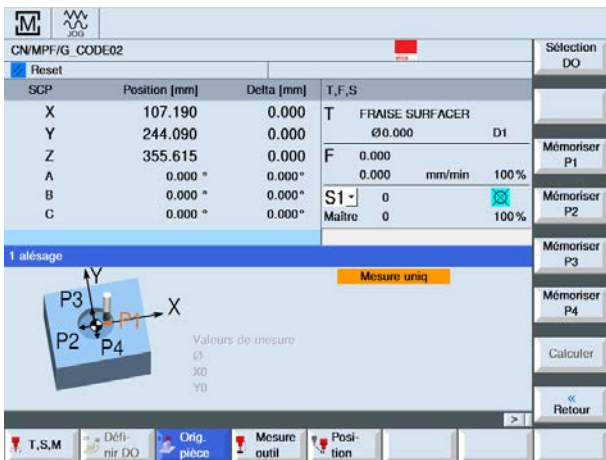 M
JOG
CN/MPF/G_CODE02
Reset
SCP Position [mm] Delta [mm] T,F,S
X 107.190 0.000
Y 244.090 0.000
Z 355.615 0.000
A 0.000 ° 0.000°
B 0.000 ° 0.000°
C 0.000 ° 0.000°
T FRAISE SURFACER
Ø0.000 D1
F 0.000
0.000 mm/min 100%
S1 0
Maître 0 100%
1 alésage
Mesure uniq
Y
X
P3
P1
P2
P4
Valeurs de mesure
Ø
X0
Y0
Sélection
DO
Mémoriser
P1
Mémoriser
P2
Mémoriser
P3
Mémoriser
P4
Calculer
«
Retour
>
T,S,M
Défi-
nir DO
Orig.
pièce
Mesure
outil
Posi-
tion